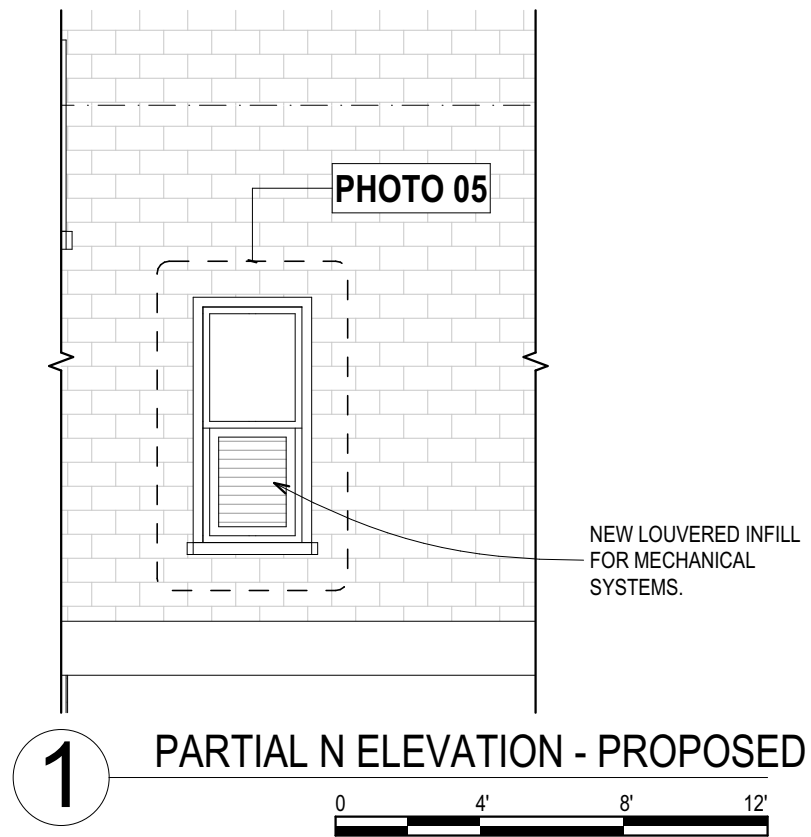 PHOTO 05
NEW LOUVERED INFILL
FOR MECHANICAL
SYSTEMS.
1 PARTIAL N ELEVATION - PROPOSED
0 4' 8' 12'